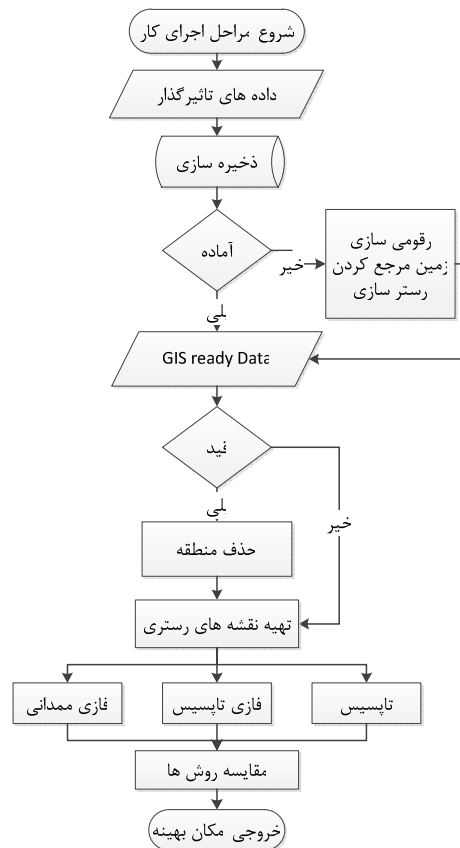 شروع مراحل اجرای کار
داده های تاثیرگذار
ذخیره سازی
آماده
خیر
رقومی سازی
زمین مرجع کردن
رستر سازی
بلی
GIS ready Data
قید
بلی
خیر
حذف منطقه
تهیه نقشه های رستری
تاپسیس
فازی تاپسیس
فازی ممدانی
مقایسه روش ها
خروجی مکان بهینه